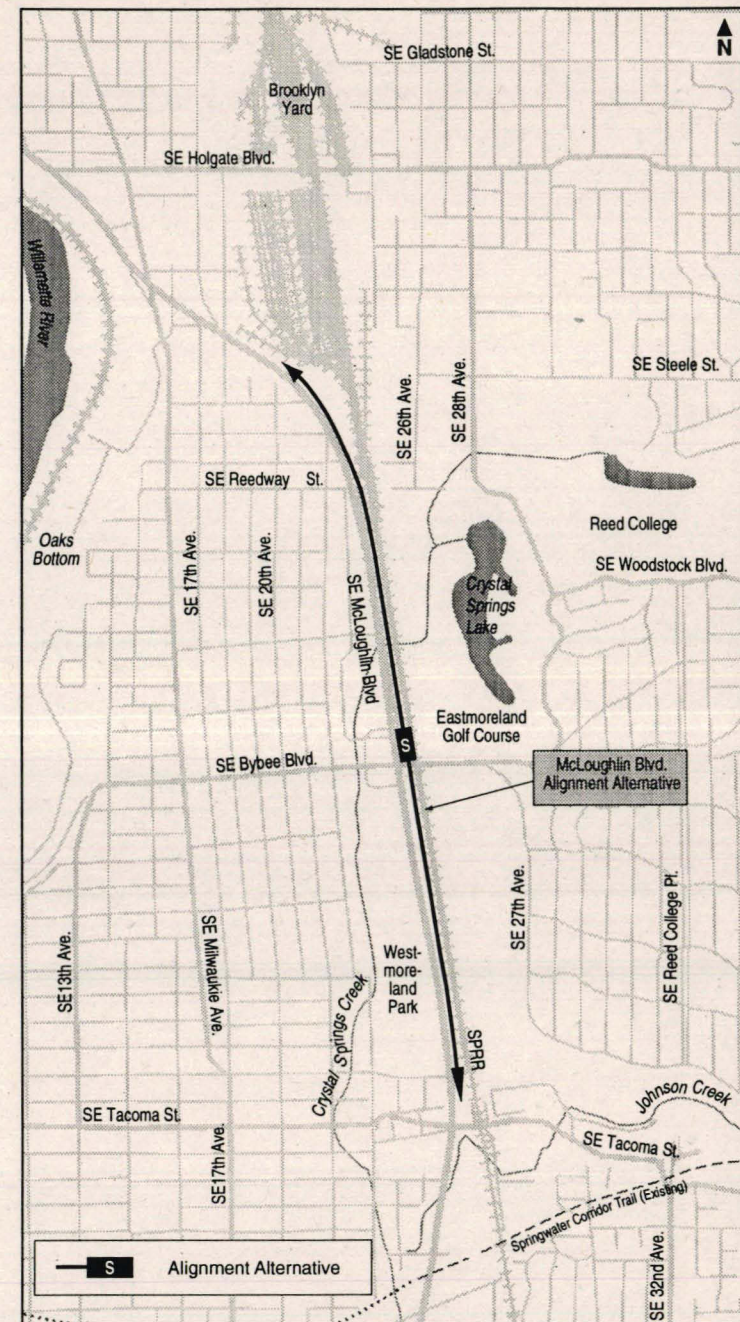 N
SE Gladstone St.
Brooklyn
Yard
SE Holgate Blvd.
Willamette River
SE Steele St.
SE 26th Ave.
SE 28th Ave.
SE Reedway St.
Reed College
Oaks
Bottom
SE 17th Ave.
SE 20th Ave.
SE McLoughlin Blvd
Crystal
Springs
Lake
SE Woodstock Blvd.
Eastmoreland
Golf Course
S
SE Bybee Blvd.
McLoughlin Blvd.
Alignment Alternative
SE13th Ave.
SE Milwaukie Ave.
West-
more-
land
Park
SE 27th Ave.
SE Reed College Pl.
Crystal Springs Creek
SPRR
Johnson Creek
SE Tacoma St.
SE Tacoma St.
SE17th Ave.
Springwater Corridor Trail (Existing)
SE 32nd Ave.
S Alignment Alternative